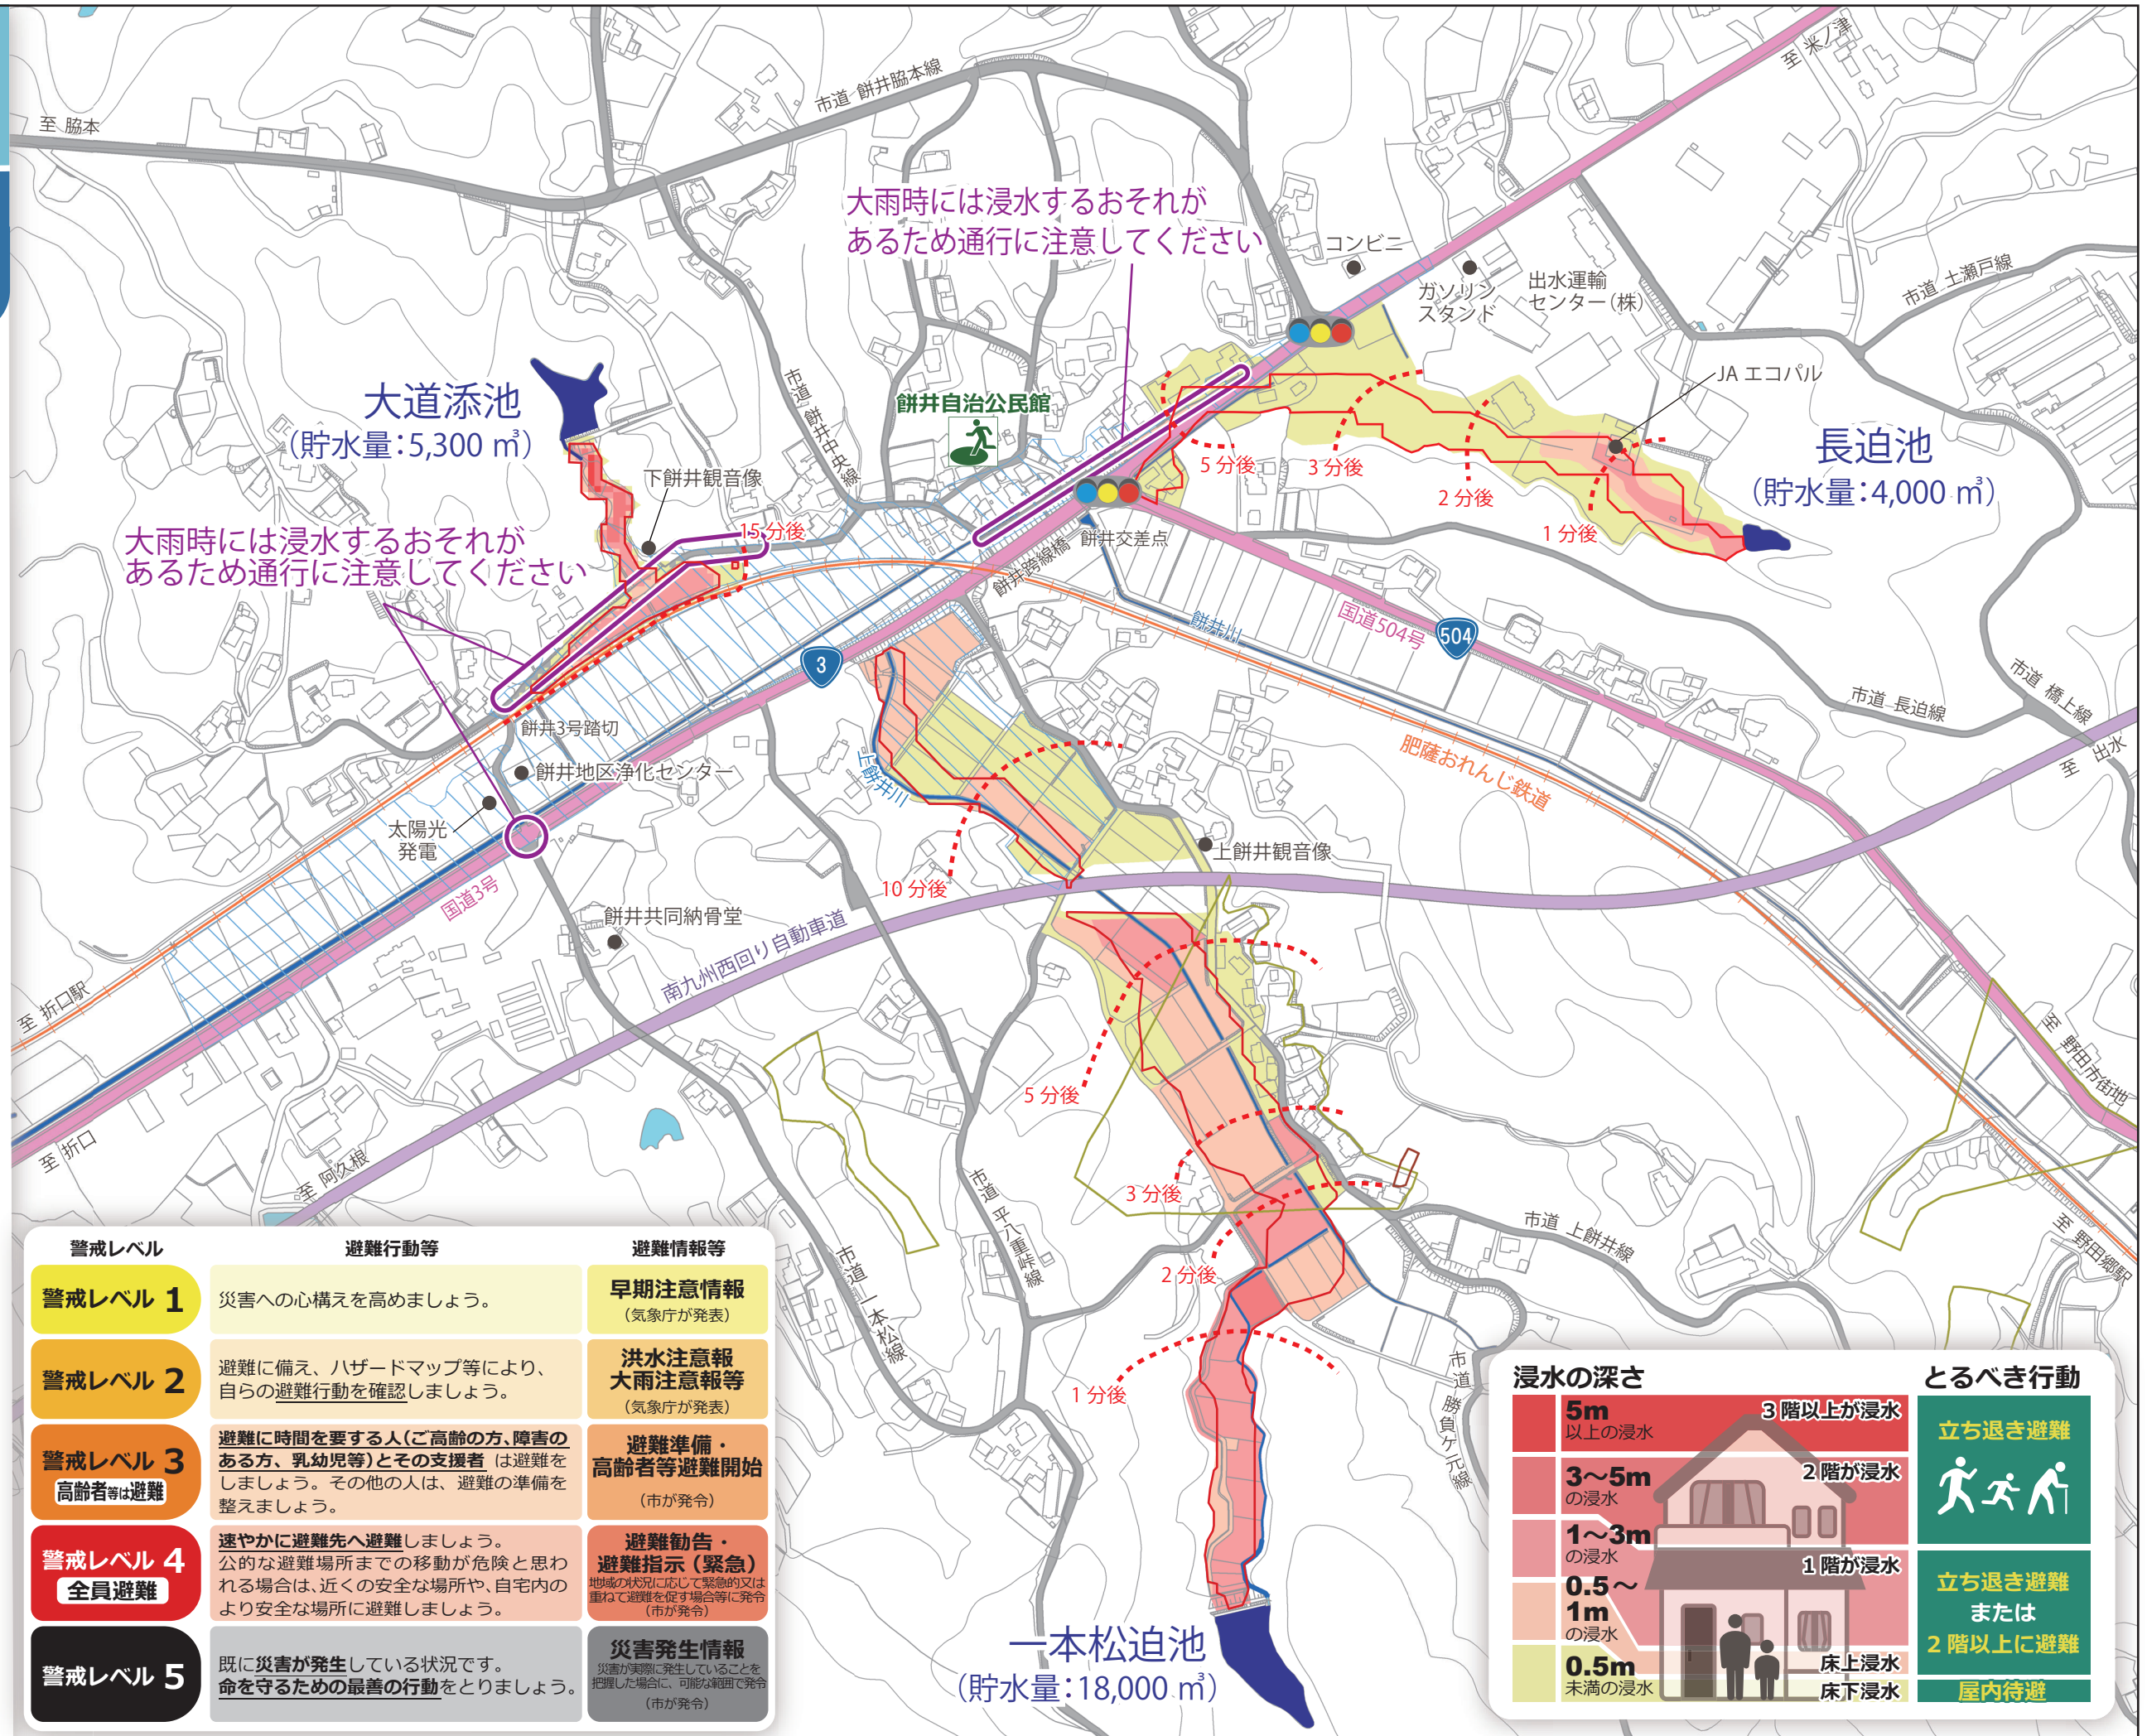 至 脇本
市道 餅井脇本線
至 米ノ津
大雨時には浸水するおそれが
あるため通行に注意してください
コンビニ
ガソリン
スタンド
出水運輸
センター(株)
市道 土瀬戸線
大道添池
(貯水量:5,300 ㎥)
市道 餅井中央線
餅井自治公民館
JA エコパル
長迫池
(貯水量:4,000 ㎥)
5 分後
3 分後
2 分後
1 分後
下餅井観音像
15 分後
大雨時には浸水するおそれが
あるため通行に注意してください
餅井交差点
餅井跨線橋
餅井川
国道504号
504
3
市道 長迫線
市道 橋上線
至 出水
餅井3号踏切
餅井地区浄化センター
太陽光
発電
上餅井川
肥薩おれんじ鉄道
上餅井観音像
10 分後
国道3号
餅井共同納骨堂
南九州西回り自動車道
至 折口駅
至 折口
至 阿久根
至 野田市街地
5 分後
3 分後
2 分後
1 分後
市道 平八重峠線
市道 一本松線
市道 上餅井線
至 野田郷駅
市道 勝負ケ元線
一本松迫池
(貯水量:18,000 ㎥)
警戒レベル 避難行動等 避難情報等
警戒レベル 1
災害への心構えを高めましょう。
早期注意情報
(気象庁が発表)
警戒レベル 2
避難に備え、ハザードマップ等により、
自らの避難行動を確認しましょう。
洪水注意報
大雨注意報等
(気象庁が発表)
警戒レベル 3
高齢者等は避難
避難に時間を要する人(ご高齢の方、障害の
ある方、乳幼児等)とその支援者 は避難を
しましょう。その他の人は、避難の準備を
整えましょう。
避難準備・
高齢者等避難開始
(市が発令)
警戒レベル 4
全員避難
速やかに避難先へ避難しましょう。
公的な避難場所までの移動が危険と思わ
れる場合は、近くの安全な場所や、自宅内の
より安全な場所に避難しましょう。
避難勧告・
避難指示(緊急)
地域の状況に応じて緊急的又は
重ねて避難を促す場合等に発令
(市が発令)
警戒レベル 5
既に災害が発生している状況です。
命を守るための最善の行動をとりましょう。
災害発生情報
災害が実際に発生していることを
把握した場合に、可能な範囲で発令
(市が発令)
浸水の深さ とるべき行動
5m
以上の浸水
3 階以上が浸水
3〜5m
の浸水
2 階が浸水
1〜3m
の浸水
1 階が浸水
0.5〜
1m
の浸水
床上浸水
0.5m
未満の浸水
床下浸水
立ち退き避難
立ち退き避難
または
2 階以上に避難
屋内待避